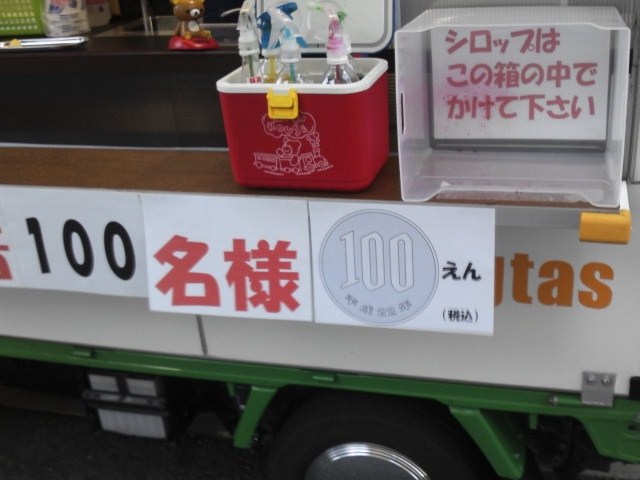 シロップは
この箱の中で
かけて下さい
100
名様
100
えん
(税込)
tas